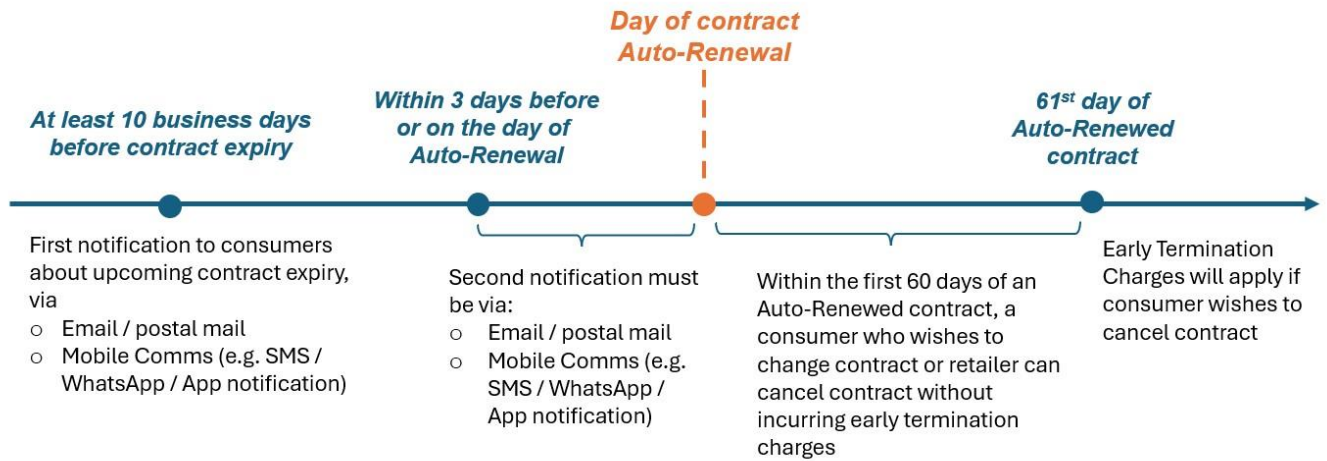 Day of contract
Auto-Renewal
At least 10 business days
before contract expiry
Within 3 days before
or on the day of
Auto-Renewal
61st day of
Auto-Renewed
contract
First notification to consumers
about upcoming contract expiry,
via
o Email / postal mail
o Mobile Comms (e.g. SMS /
WhatsApp / App notification)
Second notification must
be via:
o Email / postal mail
o Mobile Comms (e.g.
SMS / WhatsApp /
App notification)
Within the first 60 days of an
Auto-Renewed contract, a
consumer who wishes to
change contract or retailer can
cancel contract without
incurring early termination
charges
Early Termination
Charges will apply if
consumer wishes to
cancel contract